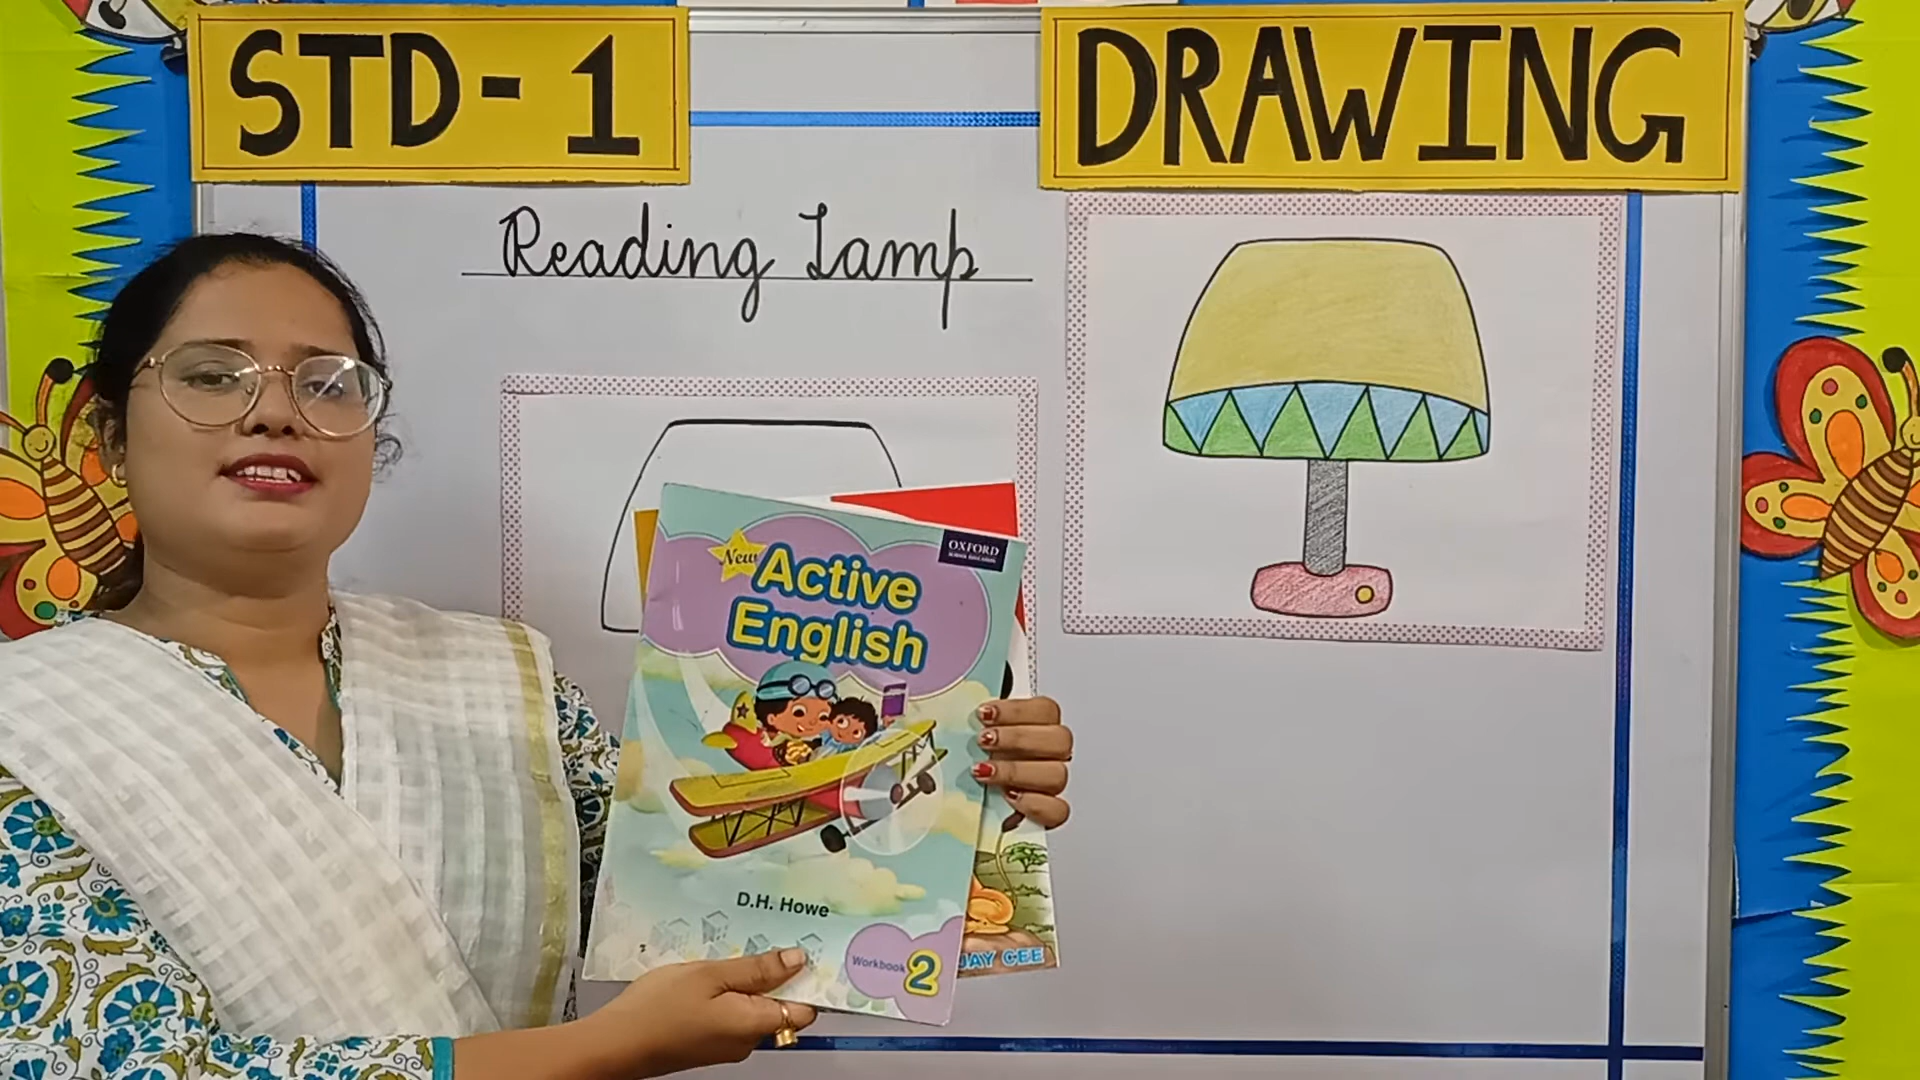 STD-1
DRAWING
Reading Lamp
OXFORD
New
Active
English
D.H. Howe
Workbook 2
JAY CEE